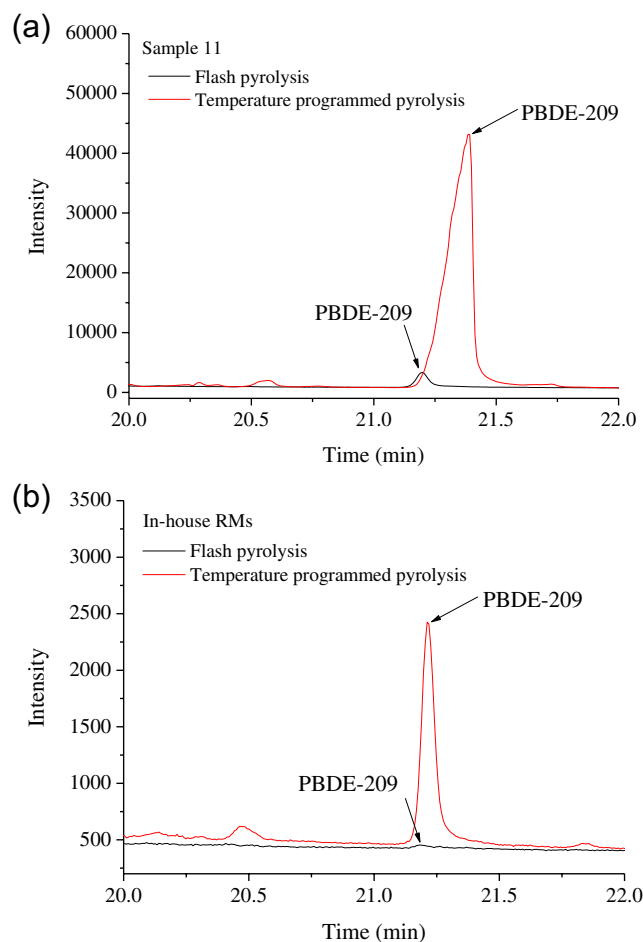 (a)
Sample 11
Flash pyrolysis
Temperature programmed pyrolysis
PBDE-209
PBDE-209
60000
50000
40000
30000
20000
10000
0
Intensity
20.0 20.5 21.0 21.5 22.0
Time (min)
(b)
In-house RMs
Flash pyrolysis
Temperature programmed pyrolysis
PBDE-209
PBDE-209
3500
3000
2500
2000
1500
1000
500
Intensity
20.0 20.5 21.0 21.5 22.0
Time (min)